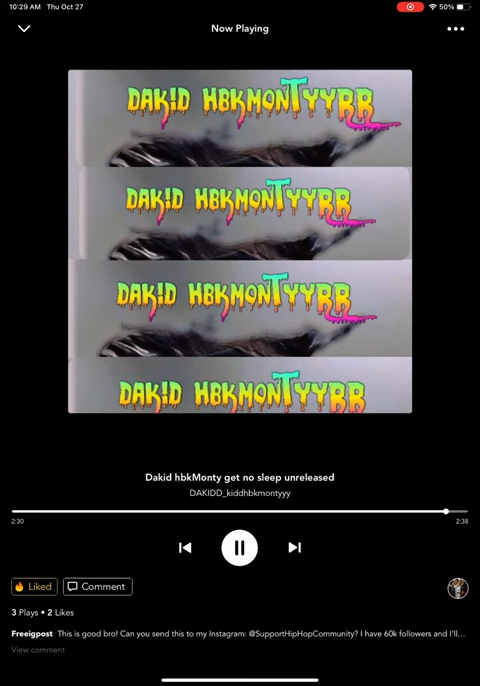 10:29 AM Thu Oct 27
50%
Now Playing
DAKID HBKMONTYYRR
DAKID HBKMONTYYRR
DAKID HBKMONTYYRR
DAKID HBKMONTYYRR
Dakid hbkMonty get no sleep unreleased
DAKIDD_kiddhbkmontyyy
2:30
2:38
Liked
Comment
3 Plays • 2 Likes
Freeigpost This is good bro! Can you send this to my Instagram: @SupportHipHopCommunity? I have 60k followers and I'll...
View comment